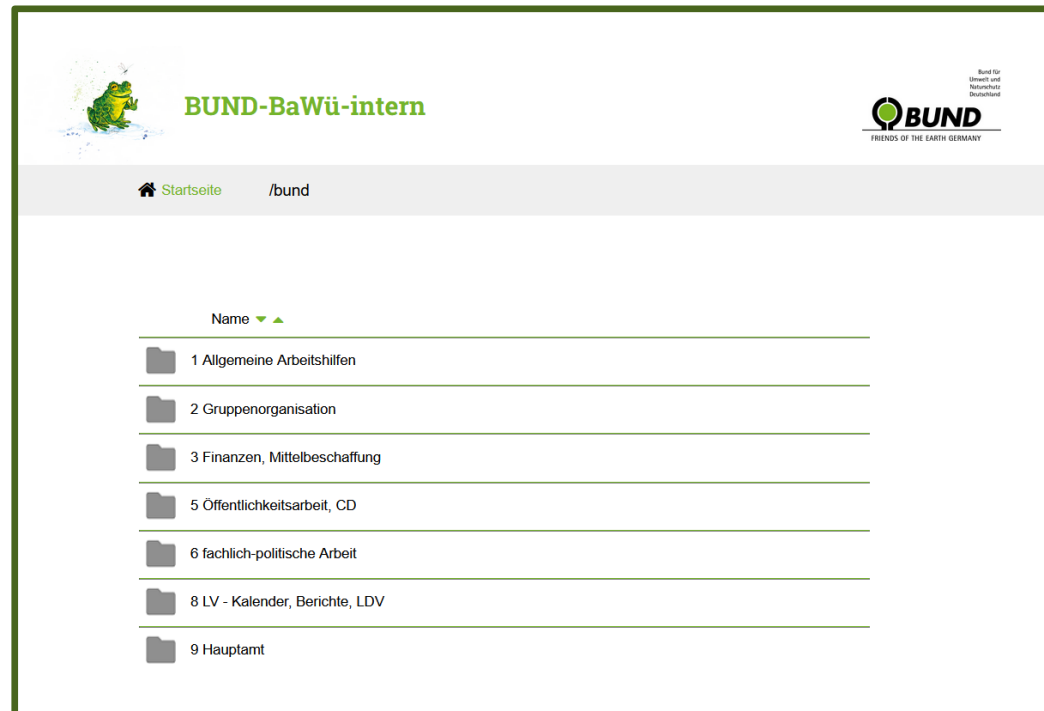 Bund für
Umwelt und
Naturschutz
Deutschland
BUND-BaWü-intern
BUND
FRIENDS OF THE EARTH GERMANY
Startseite /bund
Name
1 Allgemeine Arbeitshilfen
2 Gruppenorganisation
3 Finanzen, Mittelbeschaffung
5 Öffentlichkeitsarbeit, CD
6 fachlich-politische Arbeit
8 LV - Kalender, Berichte, LDV
9 Hauptamt